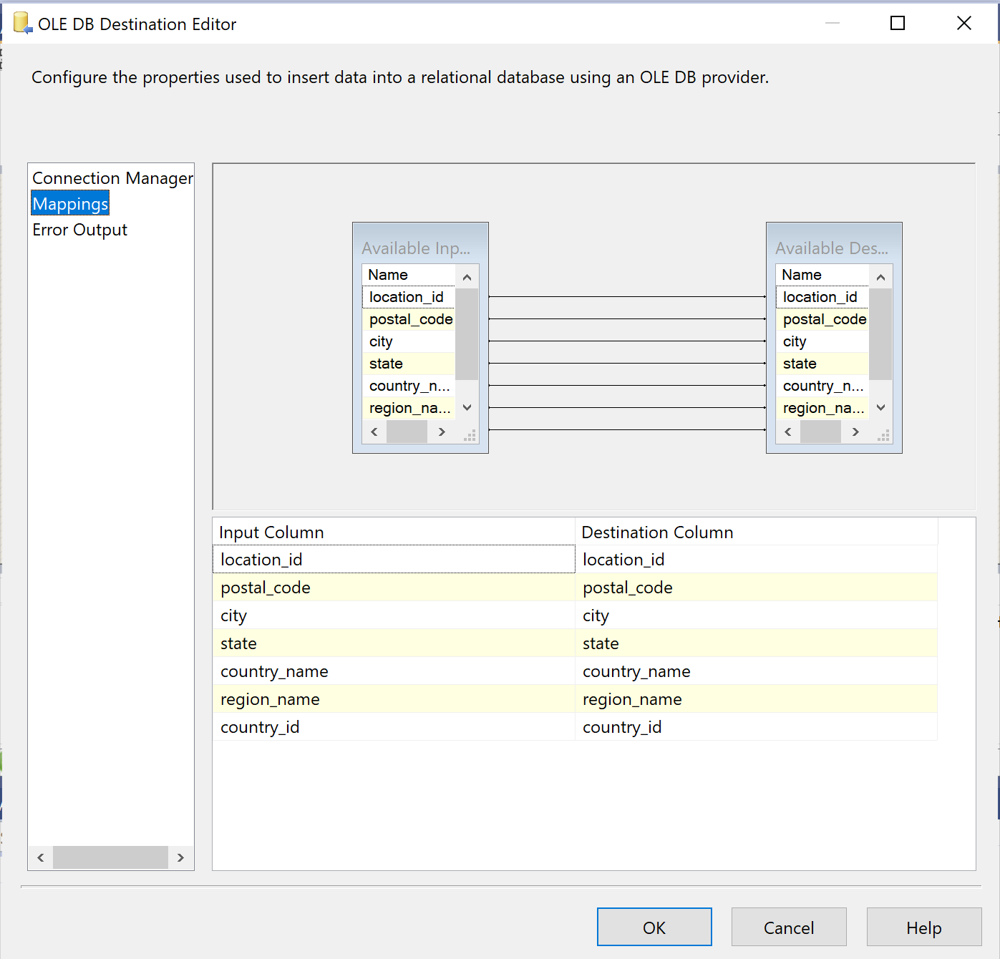 OLE DB Destination Editor
Configure the properties used to insert data into a relational database using an OLE DB provider.
Connection Manager
Mappings
Error Output
Available Inp...
Name
location_id
postal_code
city
state
country_n...
region_na...
Available Des...
Name
location_id
postal_code
city
state
country_n...
region_na...
Input Column Destination Column
location_id location_id
postal_code postal_code
city city
state state
country_name country_name
region_name region_name
country_id country_id
OK Cancel Help